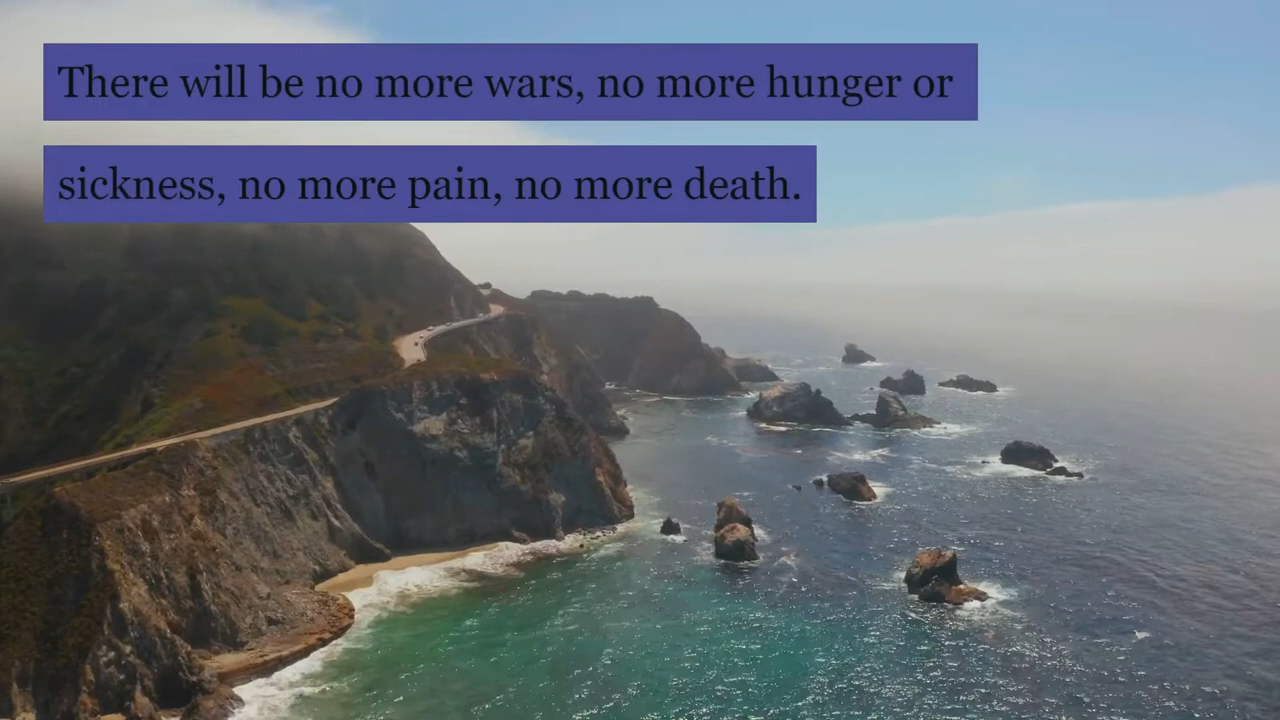 There will be no more wars, no more hunger or
sickness, no more pain, no more death.